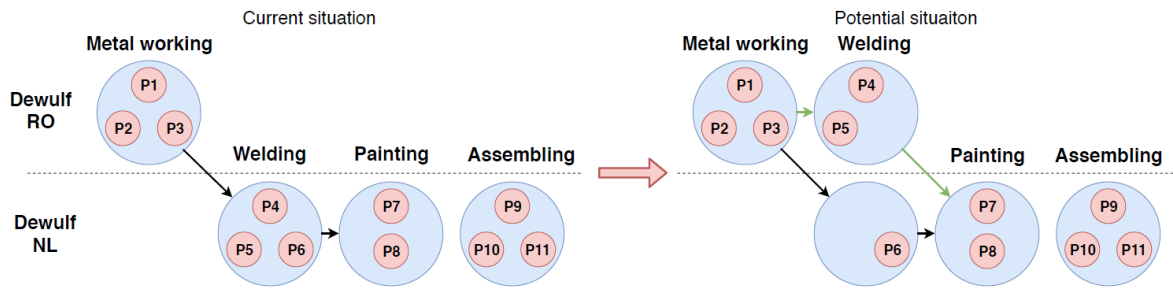 Current situation
Potential situaiton
Metal working
Metal working
Welding
P1
P1
P4
Dewulf
RO
P2
P3
P2
P3
P5
Welding
Painting
Assembling
Painting
Assembling
P4
P7
P9
P7
P9
Dewulf
NL
P5
P6
P8
P10
P11
P6
P8
P10
P11